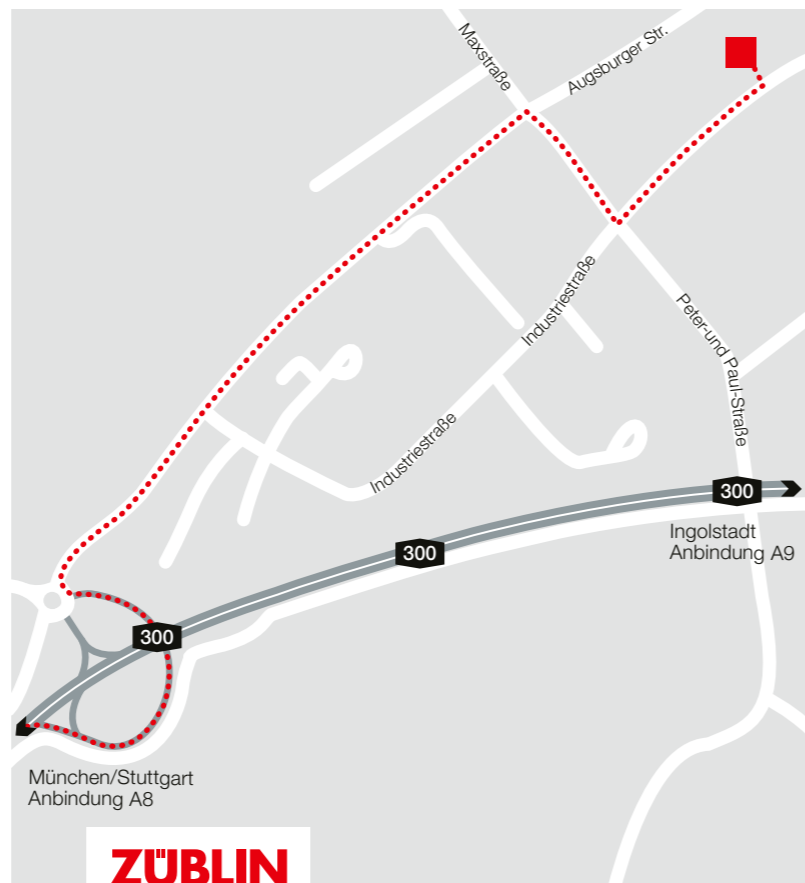 Maxstraße
Augsburger Str.
Industriestraße
Peter-und Paul-Straße
Industriestraße
300
Ingolstadt
Anbindung A9
300
300
München/Stuttgart
Anbindung A8
ZÜBLIN